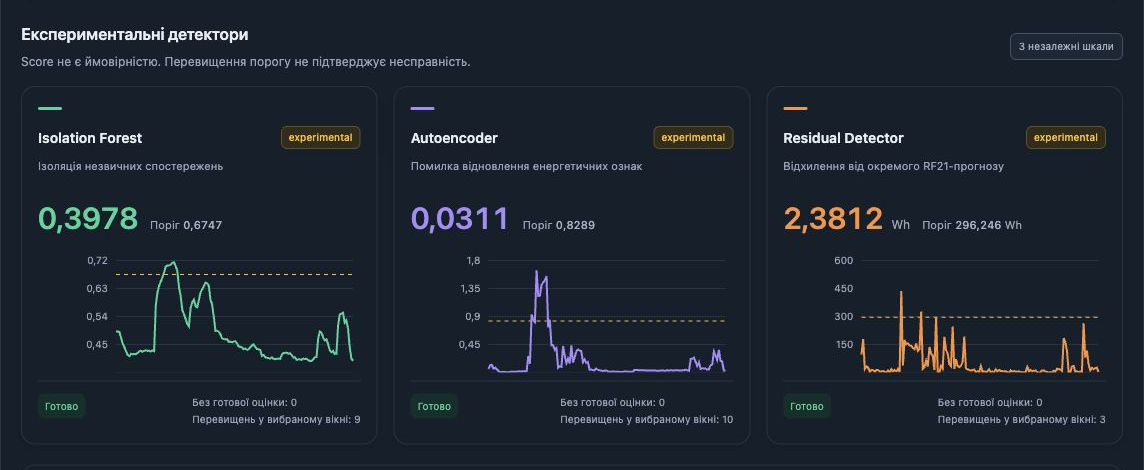 Експериментальні детектори
Score не є ймовірністю. Перевищення порогу не підтверджує несправність.
3 незалежні шкали
Isolation Forest
experimental
Ізоляція незвичних спостережень
0,3978 Поріг 0,6747
0,72
0,63
0,54
0,45
Готово
Без готової оцінки: 0
Перевищень у вибраному вікні: 9
Autoencoder
experimental
Помилка відновлення енергетичних ознак
0,0311 Поріг 0,8289
1,8
1,35
0,9
0,45
Готово
Без готової оцінки: 0
Перевищень у вибраному вікні: 10
Residual Detector
experimental
Відхилення від окремого RF21-прогнозу
2,3812 Wh Поріг 296,246 Wh
600
450
300
150
Готово
Без готової оцінки: 0
Перевищень у вибраному вікні: 3